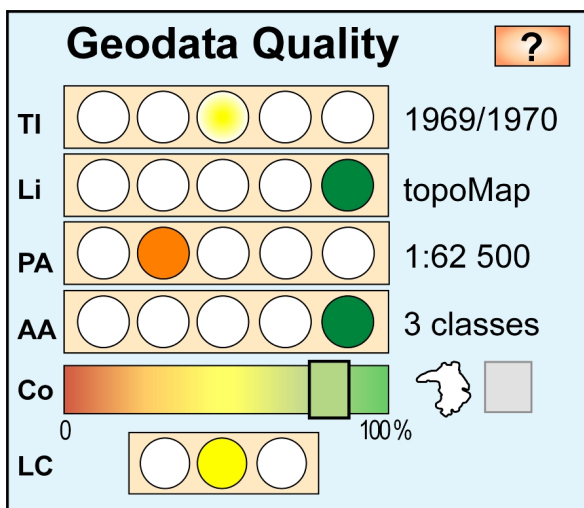 Geodata Quality ?
TI 1969/1970
Li topoMap
PA 1:62 500
AA 3 classes
Co
0 100%
LC